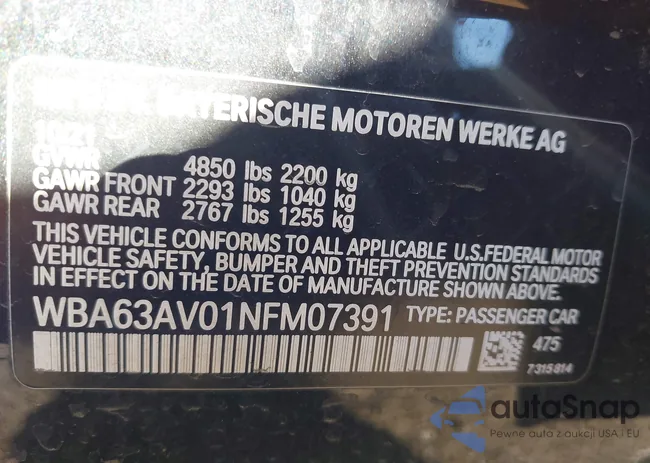 BAYERISCHE MOTOREN WERKE AG
10/21
GVWR 4850 lbs 2200 kg
GAWR FRONT 2293 lbs 1040 kg
GAWR REAR 2767 lbs 1255 kg
THIS VEHICLE CONFORMS TO ALL APPLICABLE U.S.FEDERAL MOTOR
VEHICLE SAFETY, BUMPER AND THEFT PREVENTION STANDARDS
IN EFFECT ON THE DATE OF MANUFACTURE SHOWN ABOVE.
WBA63AV01NFM07391 TYPE: PASSENGER CAR
475
7315814
autoSnap
Pewne auta z aukcji USA i EU